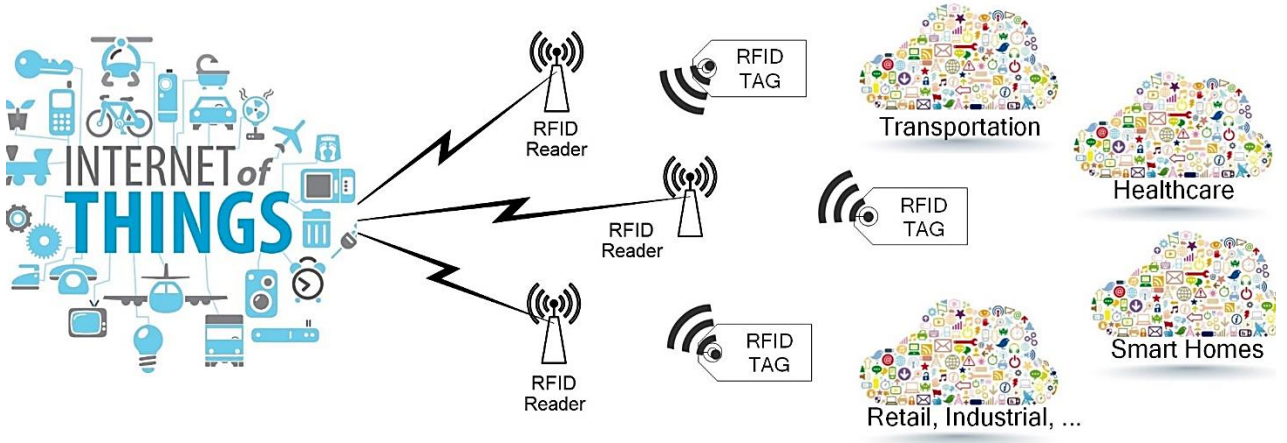 INTERNET of
THINGS
RFID
Reader
RFID
TAG
Transportation
Healthcare
RFID
Reader
RFID
TAG
Smart Homes
RFID
Reader
RFID
TAG
Retail, Industrial, ...